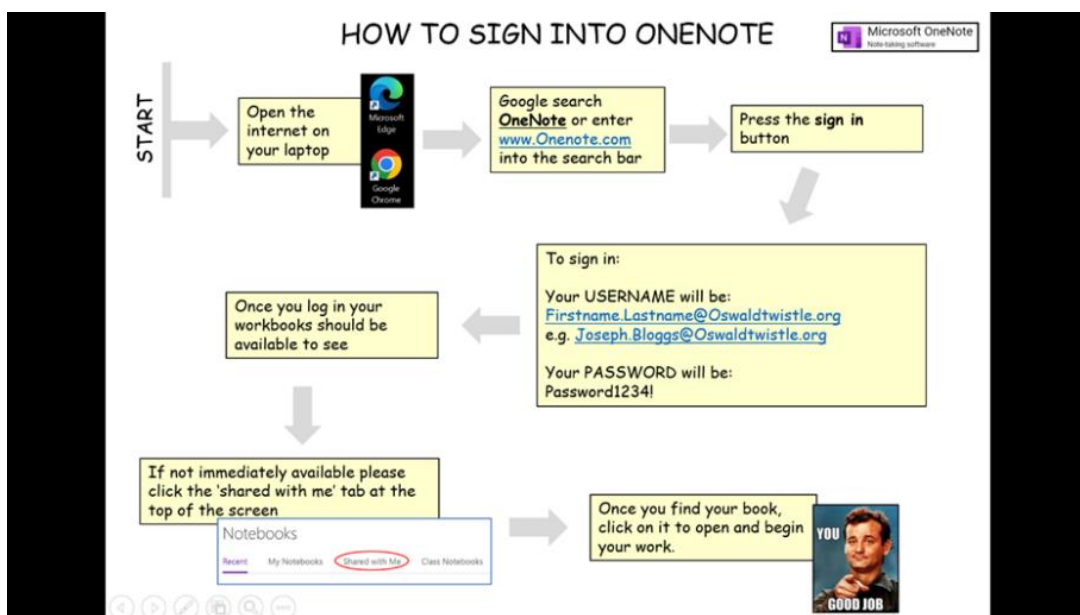 HOW TO SIGN INTO ONENOTE
Microsoft OneNote
Note-taking software
START
Open the
internet on
your laptop
Microsoft
Edge
Google
Chrome
Google search
OneNote or enter
www.Onenote.com
into the search bar
Press the sign in
button
To sign in:
Your USERNAME will be:
Firstname.Lastname@Oswaldtwistle.org
e.g. Joseph.Bloggs@Oswaldtwistle.org
Your PASSWORD will be:
Password1234!
Once you log in your
workbooks should be
available to see
If not immediately available please
click the ‘shared with me’ tab at the
top of the screen
Notebooks
Recent My Notebooks Shared with Me Class Notebooks
Once you find your book,
click on it to open and begin
your work.
YOU
GOOD JOB